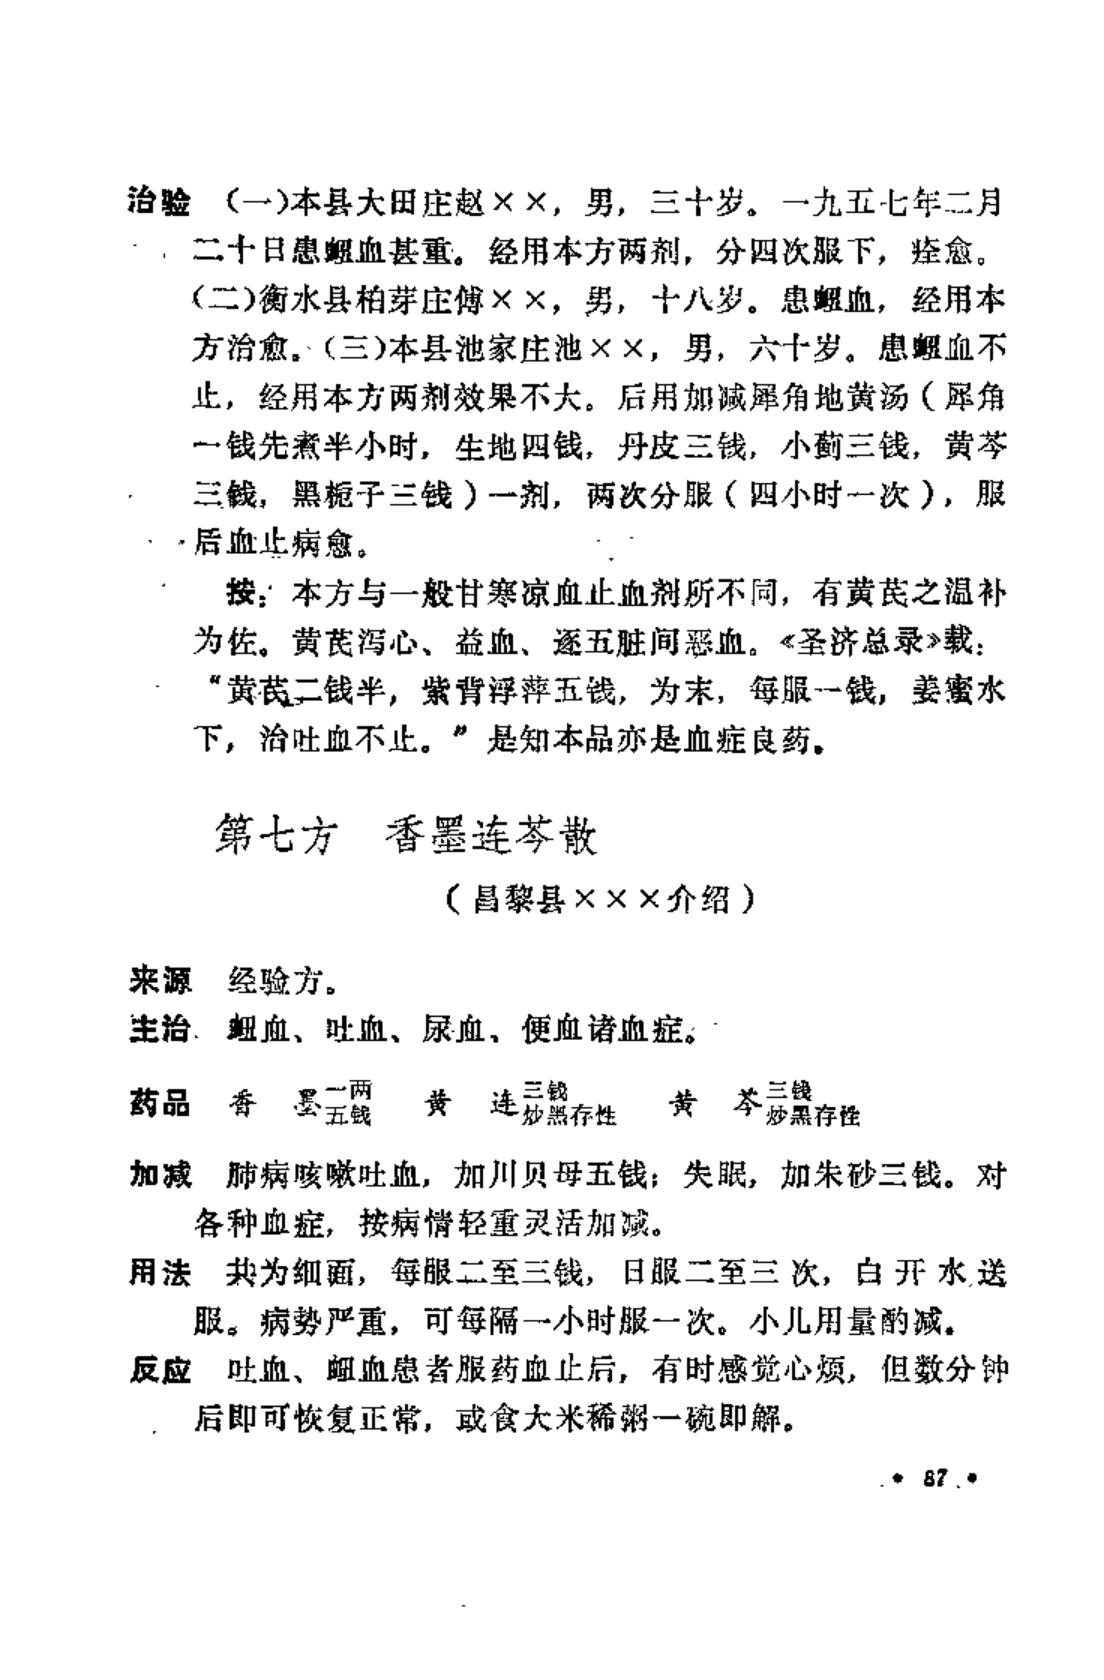 治验　（一）本县大田庄赵××，男，三十岁。一九五七年二月
二十日患衄血甚重。经用本方两剂，分四次服下，痊愈。
（二）衡水县柏芽庄傅××，男，十八岁。患衄血，经用本
方治愈。（三）本县池家庄池××，男，六十岁。患衄血不
止，经用本方两剂效果不大。后用加减犀角地黄汤（犀角
一钱先煮半小时，生地四钱，丹皮三钱，小蓟三钱，黄芩
三钱，黑栀子三钱）一剂，两次分服（四小时一次），服
后血止病愈。
按：本方与一般甘寒凉血止血剂所不同，有黄芪之温补
为佐。黄芪泻心、益血、逐五脏间恶血。《圣济总录》载：
“黄芪二钱半，紫背浮萍五钱，为末，每服一钱，姜蜜水
下，治吐血不止。”是知本品亦是血症良药。
第七方　香墨连芩散
（昌黎县×××介绍）
来源　经验方。
主治　衄血、吐血、尿血、便血诸血症。
药品　香　墨一两五钱　黄　连三钱炒黑存性　黄　芩三钱炒黑存性
加减　肺病咳嗽吐血，加川贝母五钱；失眠，加朱砂三钱。对
各种血症，按病情轻重灵活加减。
用法　共为细面，每服二至三钱，日服二至三次，白开水送
服。病势严重，可每隔一小时服一次。小儿用量酌减。
反应　吐血、衄血患者服药血止后，有时感觉心烦，但数分钟
后即可恢复正常，或食大米稀粥一碗即解。
• 87 •